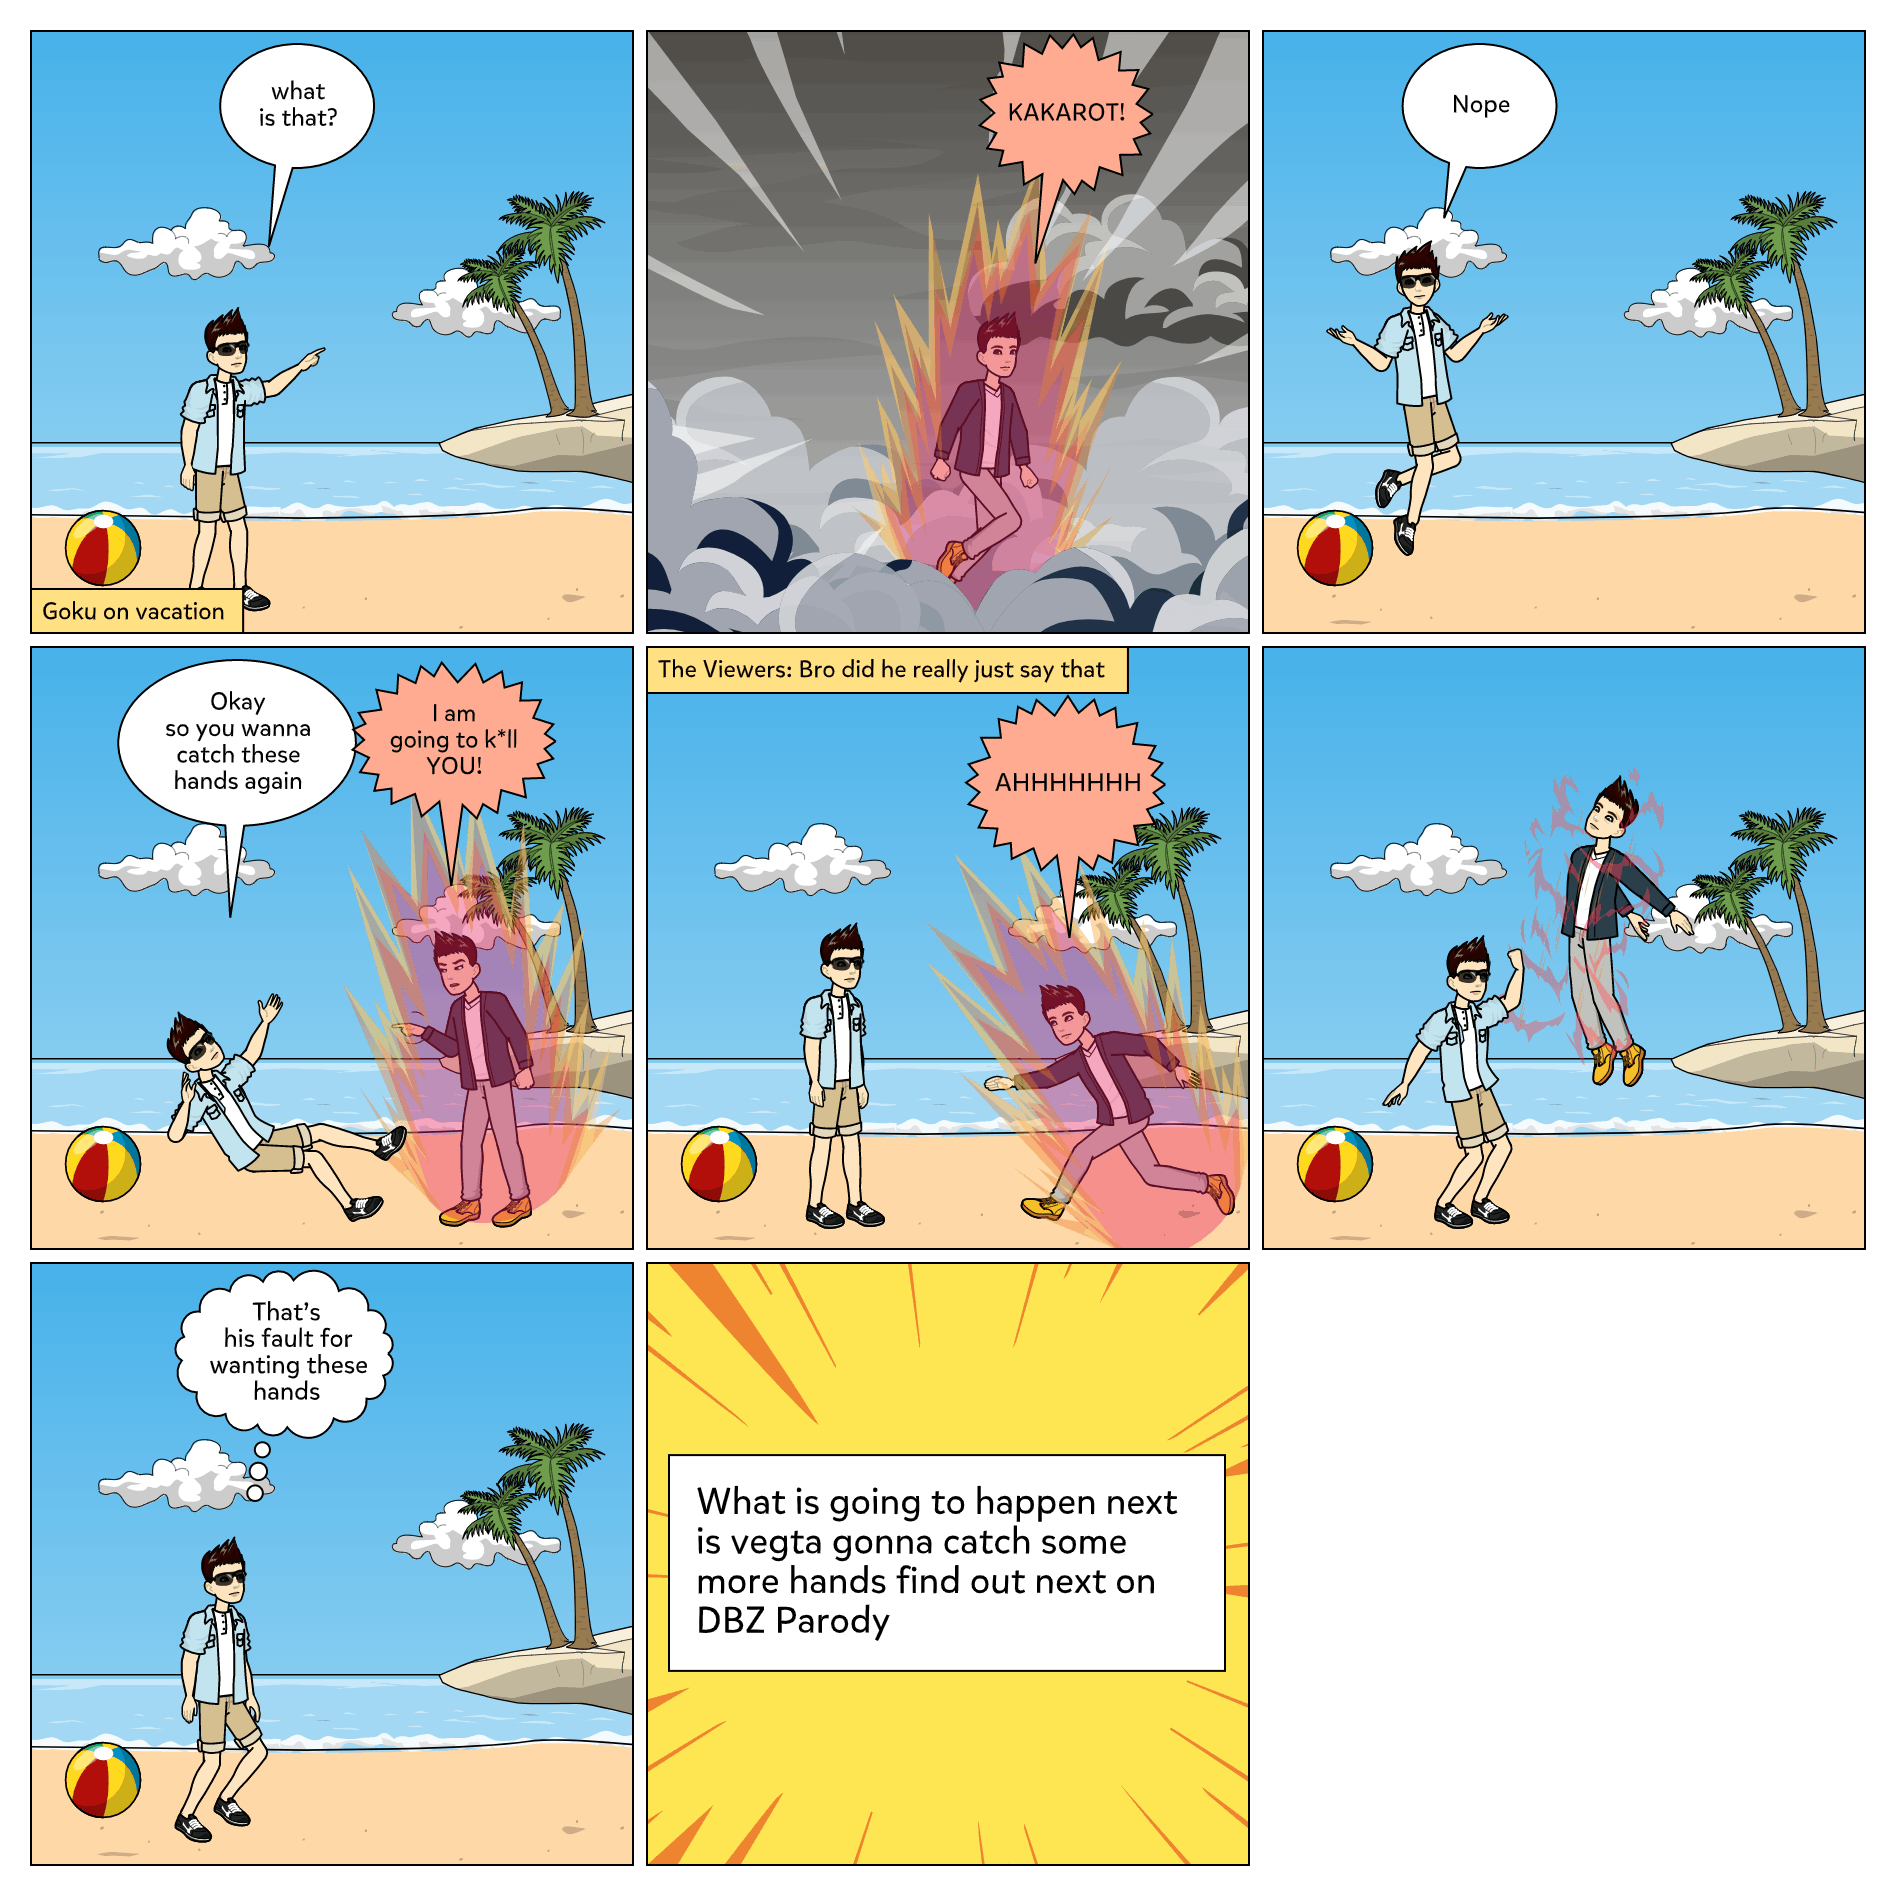 what
is that?
Goku on vacation
KAKAROT!
Nope
Okay
so you wanna
catch these
hands again
I am
going to k*ll
YOU!
The Viewers: Bro did he really just say that
AHHHHHHH
That's
his fault for
wanting these
hands
What is going to happen next
is vegta gonna catch some
more hands find out next on
DBZ Parody